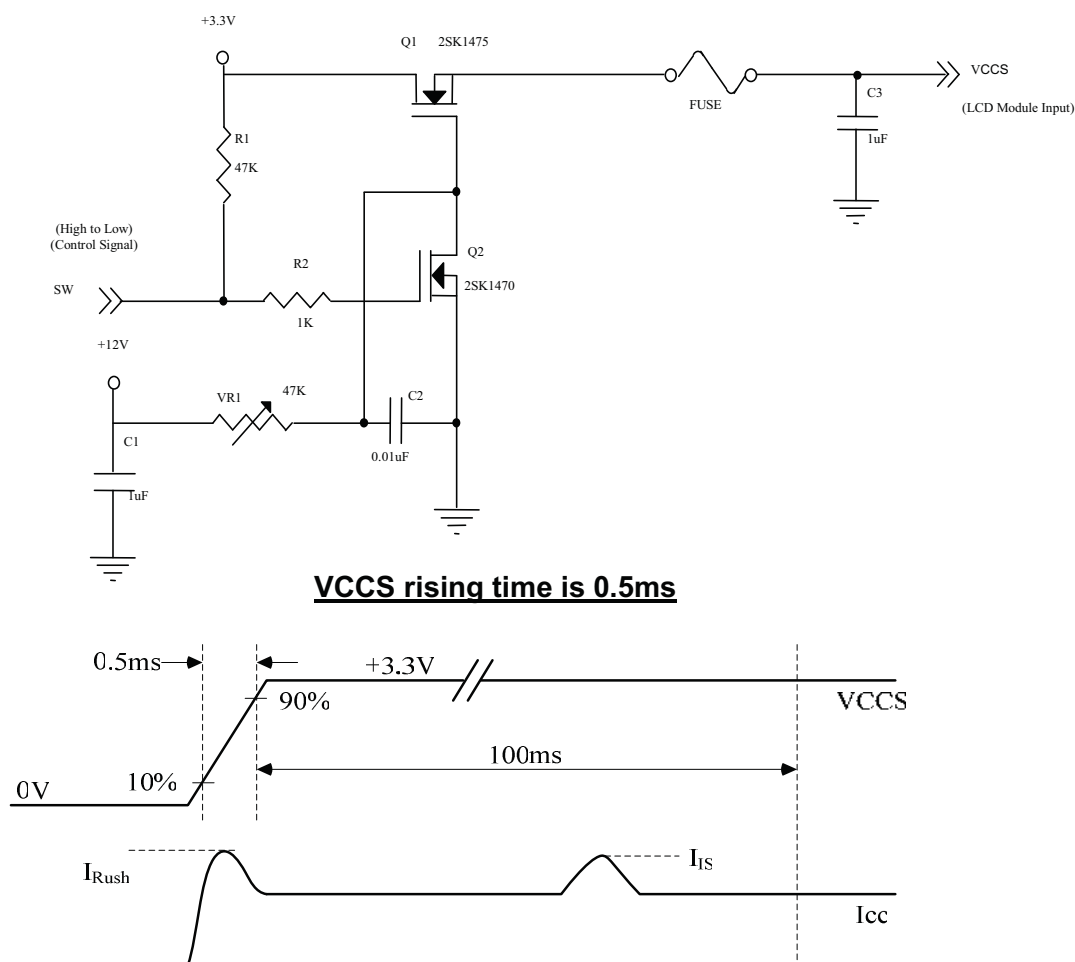 +3.3V
Q1 2SK1475
VCCS
FUSE
C3
(LCD Module Input)
1uF
R1
47K
(High to Low)
(Control Signal)
SW
R2
1K
Q2
2SK1470
+12V
VR1
47K
C2
C1
0.01uF
1uF
VCCS rising time is 0.5ms
0.5ms
+3.3V
90%
VCCS
10%
0V
100ms
IRush
IIS
Icc